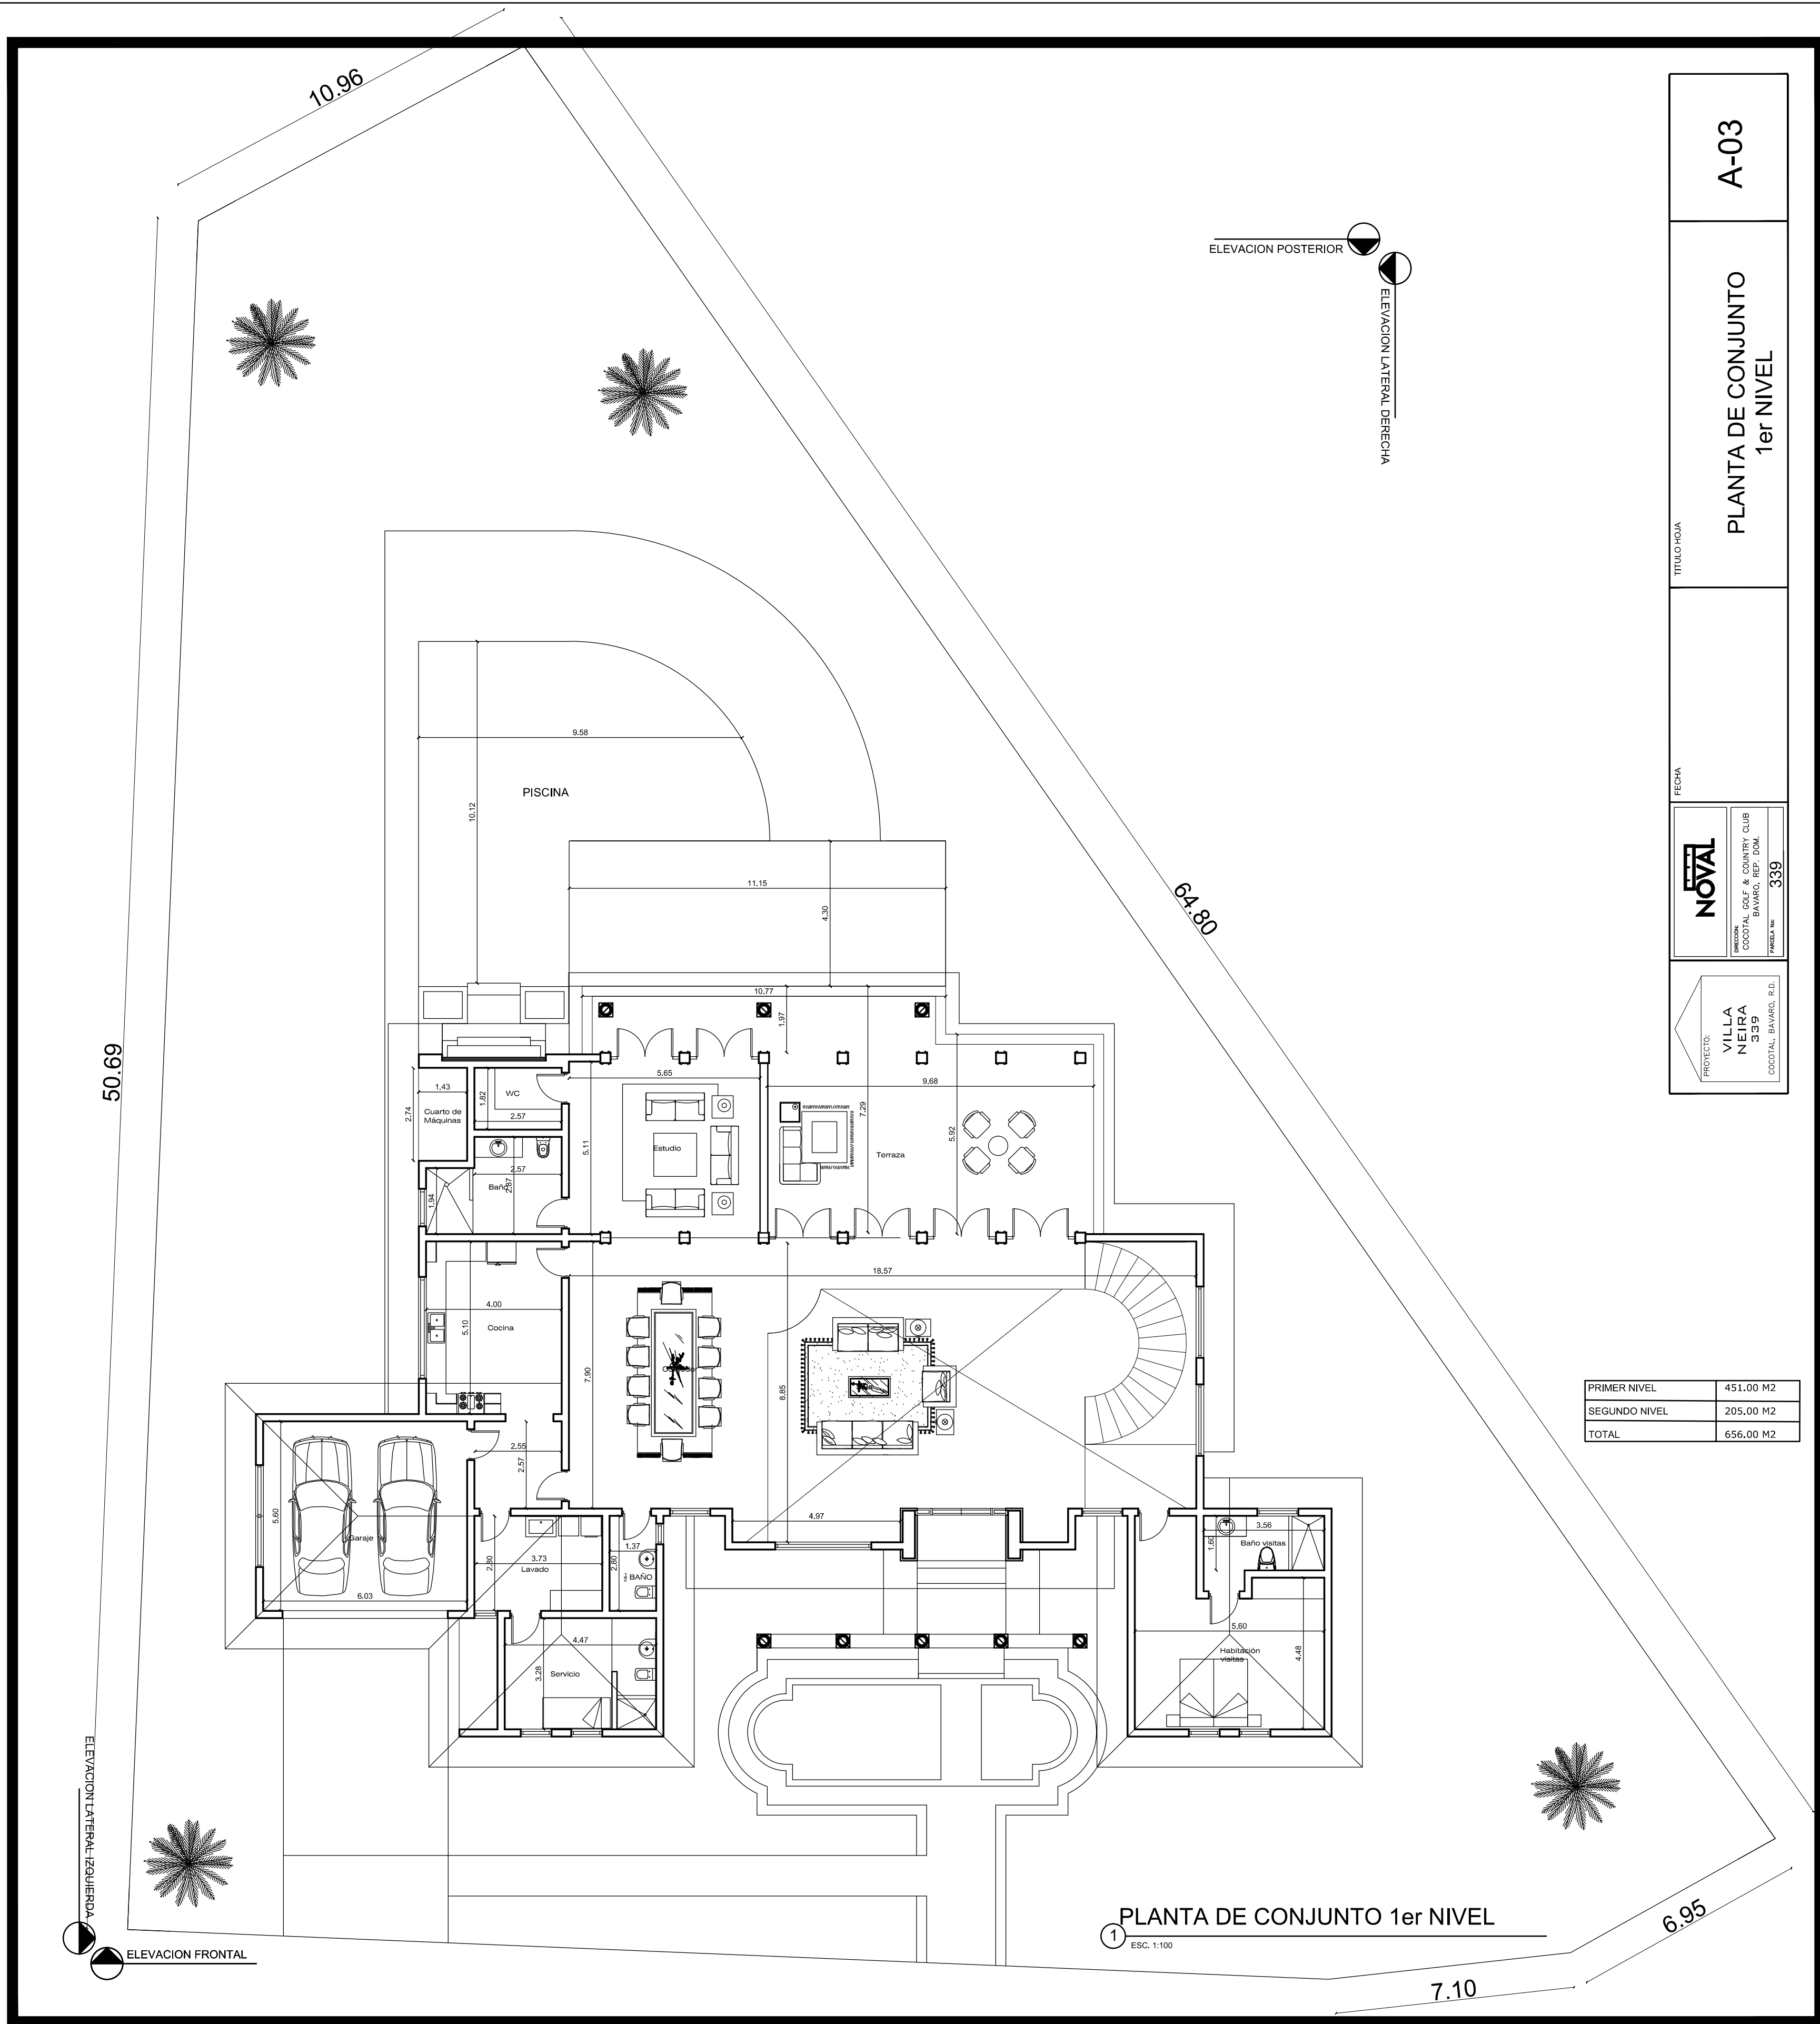 10.96
50.69
64.80
6.95
7.10
ELEVACION POSTERIOR
ELEVACION LATERAL DERECHA
PISCINA
9.58
10.12
11.15
4.30
10.77
1.97
5.65
9.68
7.29
5.92
5.11
1.43
Cuarto de
Máquinas
2.74
WC
1.82
2.57
2.57
Baño
2.87
1.94
Estudio
Terraza
18.57
4.00
5.10
Cocina
7.90
8.85
2.55
2.57
5.60
Garaje
6.03
4.97
2.80
3.73
Lavado
1.37
2.80
½ BAÑO
4.47
3.28
Servicio
3.56
1.60
Baño visitas
5.60
4.48
Habitación
visitas
ELEVACION LATERAL IZQUIERDA
ELEVACION FRONTAL
1
PLANTA DE CONJUNTO 1er NIVEL
ESC. 1:100
PRIMER NIVEL 451.00 M2
SEGUNDO NIVEL 205.00 M2
TOTAL 656.00 M2
A-03
TITULO HOJA
PLANTA DE CONJUNTO
1er NIVEL
FECHA
NOVAL
DIRECCION:
COCOTAL GOLF & COUNTRY CLUB
BAVARO, REP. DOM.
PARCELA No:
339
PROYECTO:
VILLA
NEIRA
339
COCOTAL, BAVARO, R.D.